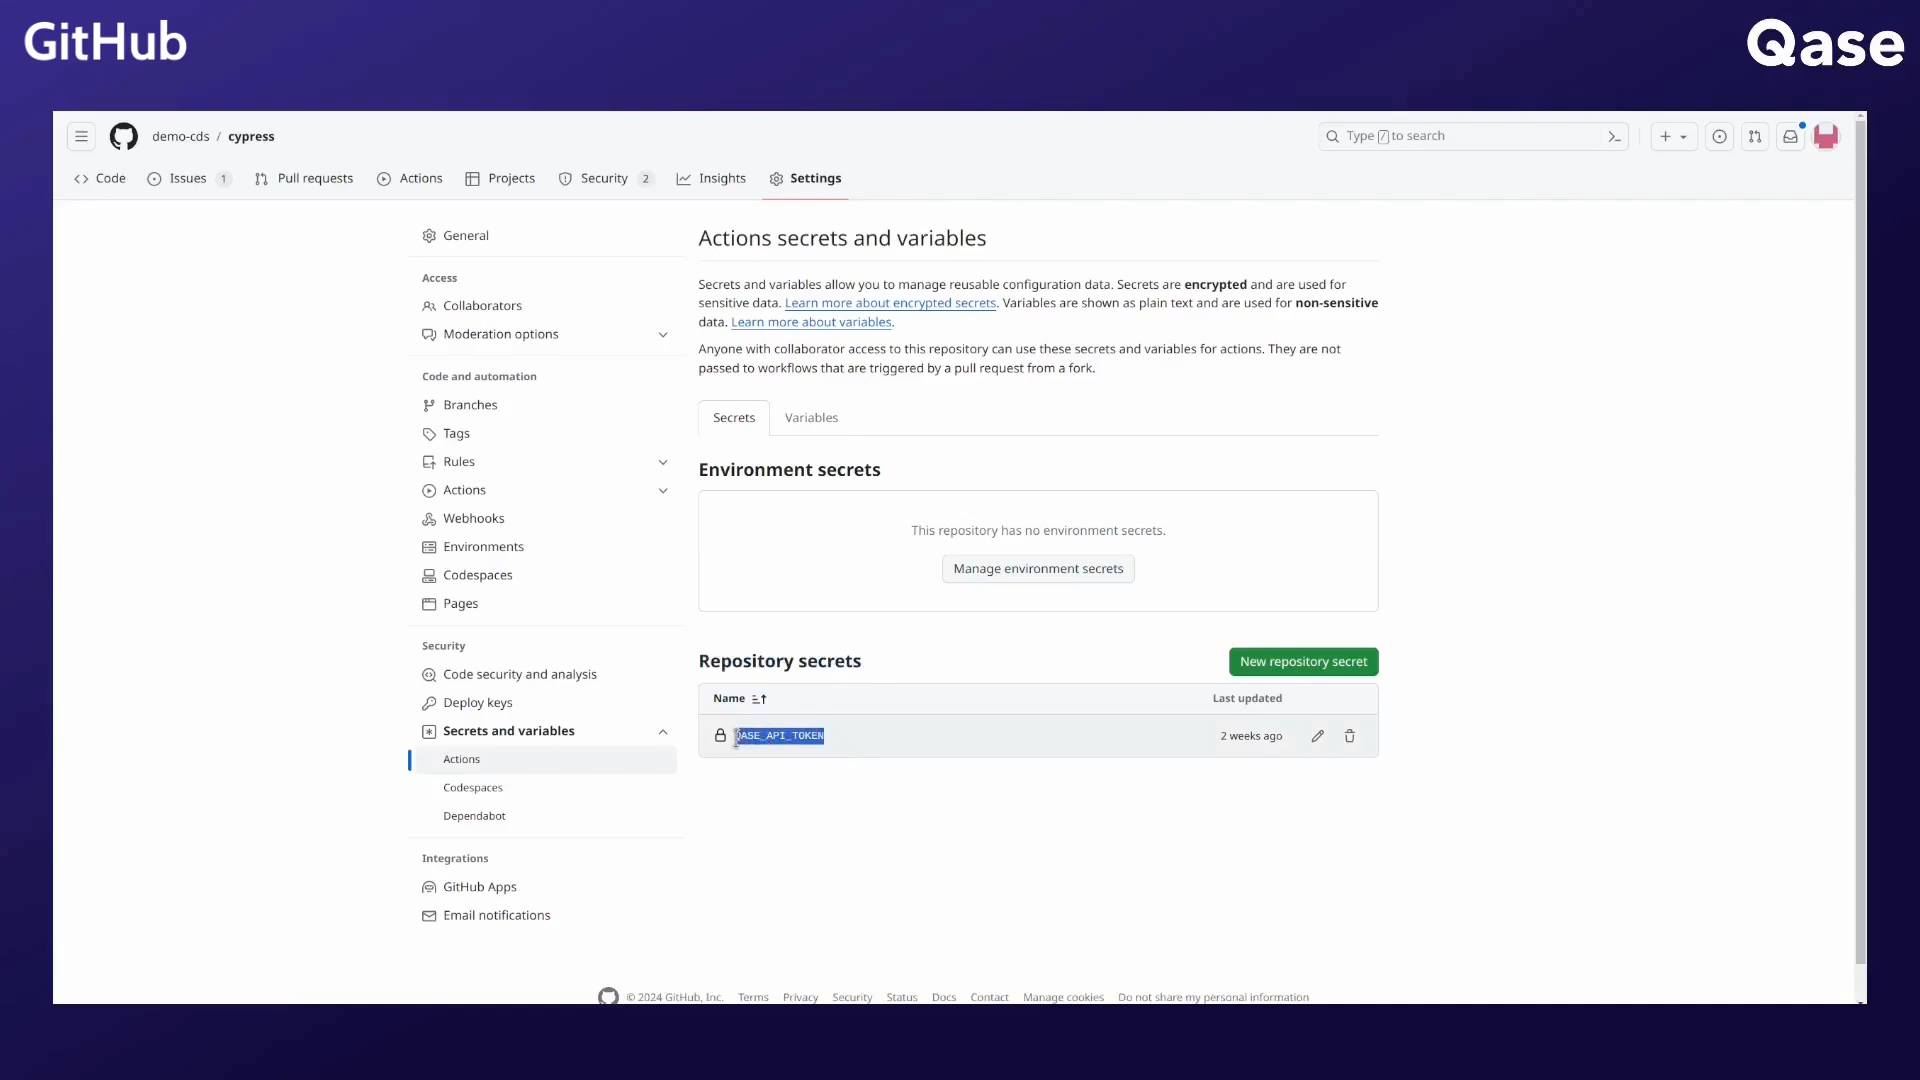 GitHub
Qase
demo-cds / cypress
Type / to search
Code
Issues 1
Pull requests
Actions
Projects
Security 2
Insights
Settings
General
Access
Collaborators
Moderation options
Code and automation
Branches
Tags
Rules
Actions
Webhooks
Environments
Codespaces
Pages
Security
Code security and analysis
Deploy keys
Secrets and variables
Actions
Codespaces
Dependabot
Integrations
GitHub Apps
Email notifications
Actions secrets and variables
Secrets and variables allow you to manage reusable configuration data. Secrets are encrypted and are used for
sensitive data. Learn more about encrypted secrets. Variables are shown as plain text and are used for non-sensitive
data. Learn more about variables.
Anyone with collaborator access to this repository can use these secrets and variables for actions. They are not
passed to workflows that are triggered by a pull request from a fork.
Secrets
Variables
Environment secrets
This repository has no environment secrets.
Manage environment secrets
Repository secrets
New repository secret
Name
Last updated
QASE_API_TOKEN
2 weeks ago
© 2024 GitHub, Inc. Terms Privacy Security Status Docs Contact Manage cookies Do not share my personal information